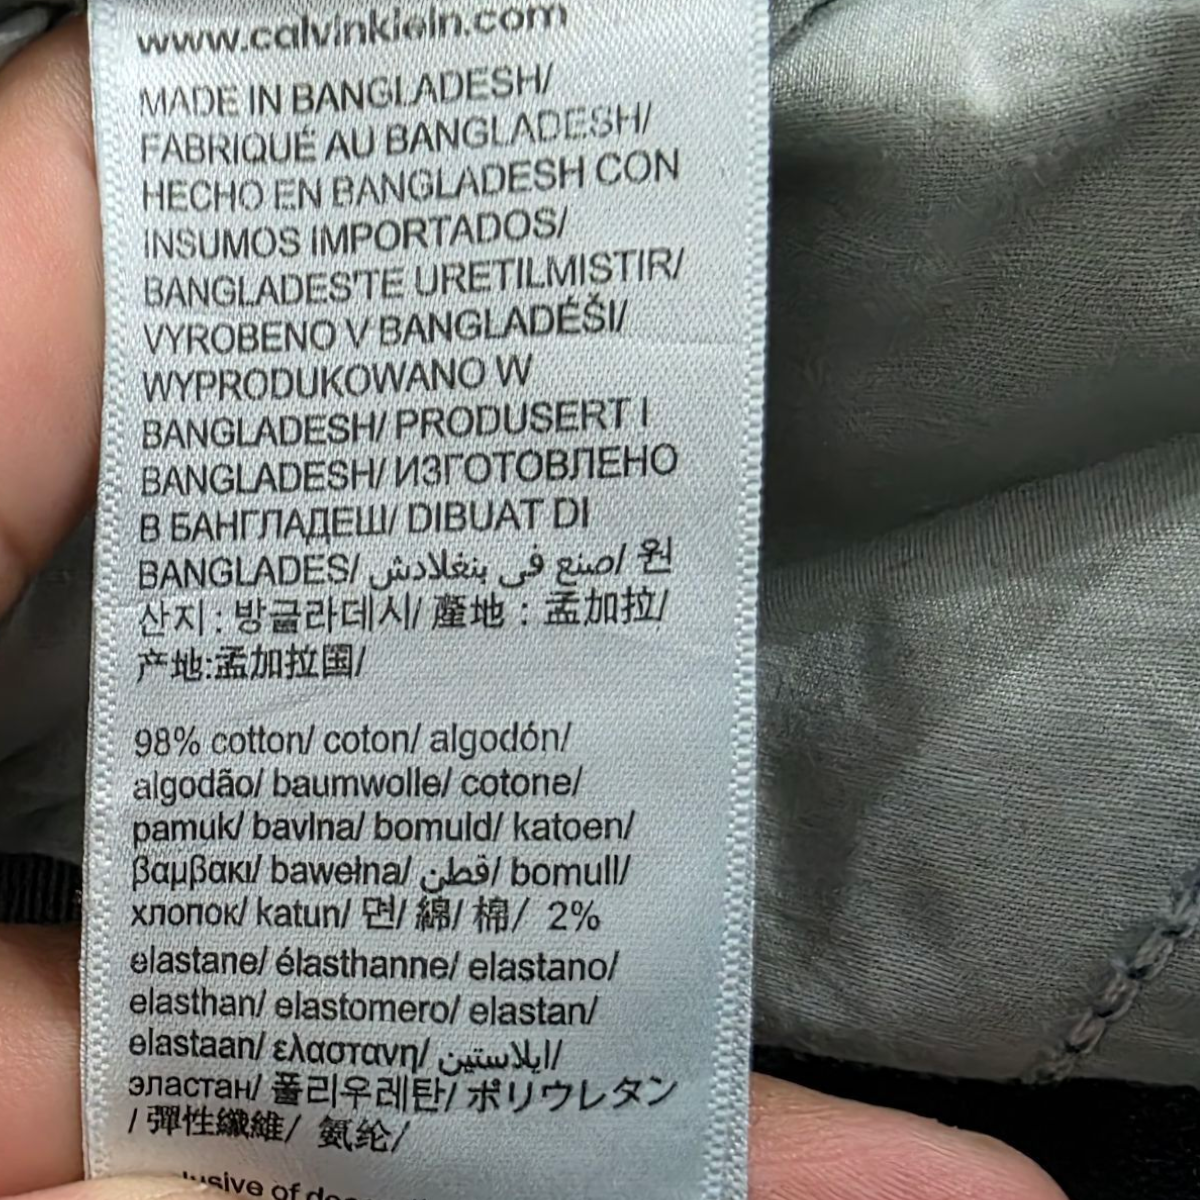 www.calvinklein.com
MADE IN BANGLADESH/
FABRIQUÉ AU BANGLADESH/
HECHO EN BANGLADESH CON
INSUMOS IMPORTADOS/
BANGLADES'TE URETILMISTIR/
VYROBENO V BANGLADÉŠI/
WYPRODUKOWANO W
BANGLADESH/ PRODUSERT I
BANGLADESH/ ИЗГОТОВЛЕНО
В БАНГЛАДЕШ/ DIBUAT DI
BANGLADES/ صنع في بنغلادش/ 원
산지 : 방글라데시/ 產地 : 孟加拉/
产地:孟加拉国/
98% cotton/ coton/ algodón/
algodão/ baumwolle/ cotone/
pamuk/ bavlna/ bomuld/ katoen/
βαμβακι/ bawełna/ قطن/ bomull/
хлопок/ katun/ 면/ 綿/ 棉/ 2%
elastane/ élasthanne/ elastano/
elasthan/ elastomero/ elastan/
elastaan/ ελαστανη/ ايلاستين/
эластан/ 폴리우레탄/ ポリウレタン
/ 彈性纖維/ 氨纶/
of